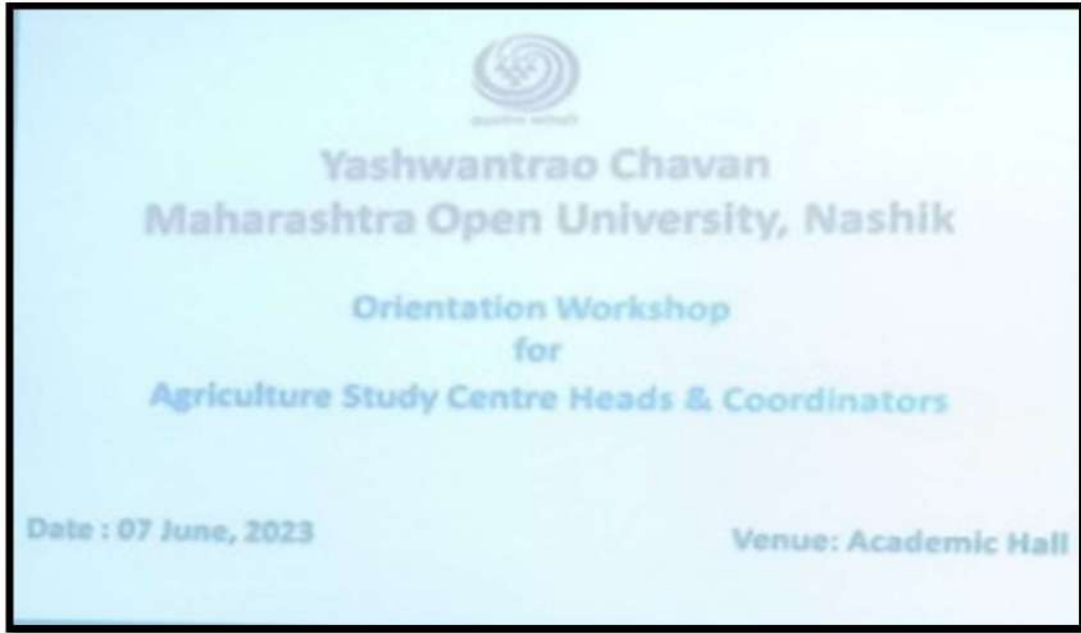 Yashwantrao Chavan
Maharashtra Open University, Nashik
Orientation Workshop
for
Agriculture Study Centre Heads & Coordinators
Date : 07 June, 2023
Venue: Academic Hall